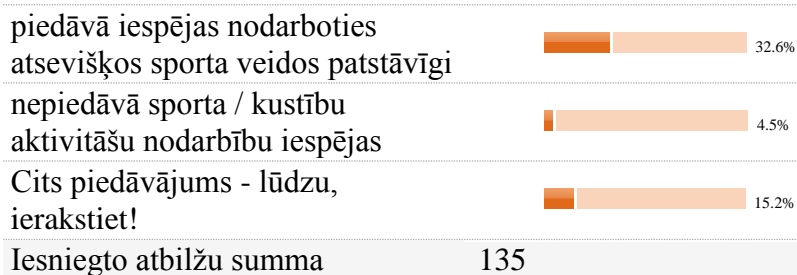 piedāvā iespējas nodarboties
atsevišķos sporta veidos patstāvīgi
32.6%
nepiedāvā sporta / kustību
aktivitāšu nodarbību iespējas
4.5%
Cits piedāvājums - lūdzu,
ierakstiet!
15.2%
Iesniegto atbilžu summa 135